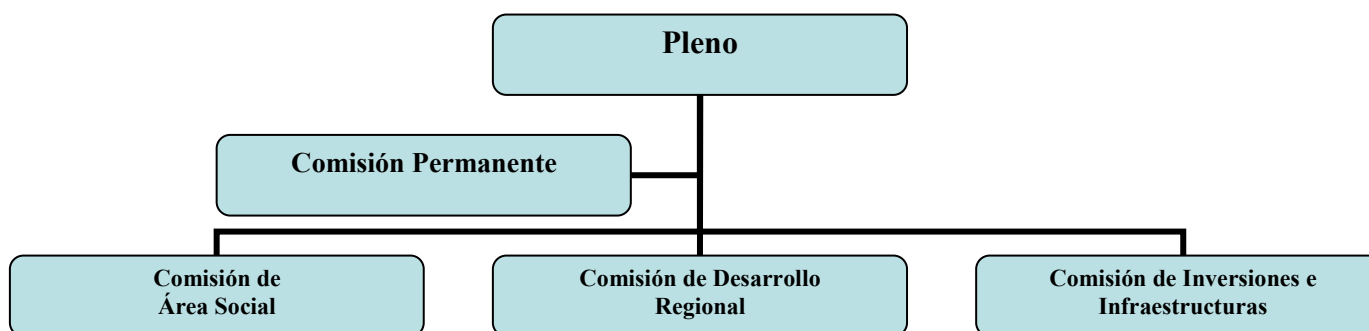 Pleno
Comisión Permanente
Comisión de
Área Social
Comisión de Desarrollo
Regional
Comisión de Inversiones e
Infraestructuras